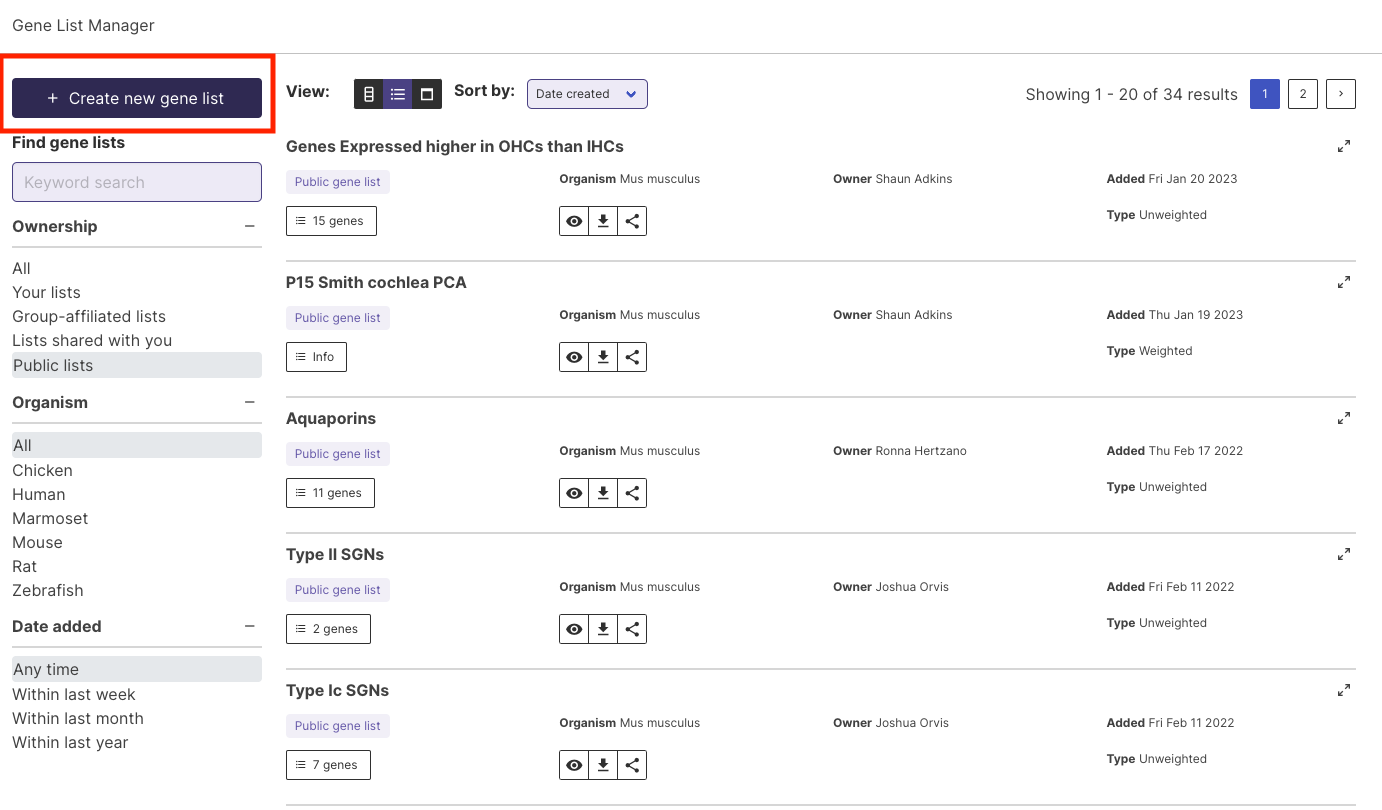 Gene List Manager
+ Create new gene list
Find gene lists
Keyword search
Ownership
All
Your lists
Group-affiliated lists
Lists shared with you
Public lists
Organism
All
Chicken
Human
Marmoset
Mouse
Rat
Zebrafish
Date added
Any time
Within last week
Within last month
Within last year
View:
Sort by: Date created
Showing 1 - 20 of 34 results 1 2 ›
Genes Expressed higher in OHCs than IHCs
Public gene list Organism Mus musculus Owner Shaun Adkins Added Fri Jan 20 2023
15 genes Type Unweighted
P15 Smith cochlea PCA
Public gene list Organism Mus musculus Owner Shaun Adkins Added Thu Jan 19 2023
Info Type Weighted
Aquaporins
Public gene list Organism Mus musculus Owner Ronna Hertzano Added Thu Feb 17 2022
11 genes Type Unweighted
Type II SGNs
Public gene list Organism Mus musculus Owner Joshua Orvis Added Fri Feb 11 2022
2 genes Type Unweighted
Type Ic SGNs
Public gene list Organism Mus musculus Owner Joshua Orvis Added Fri Feb 11 2022
7 genes Type Unweighted